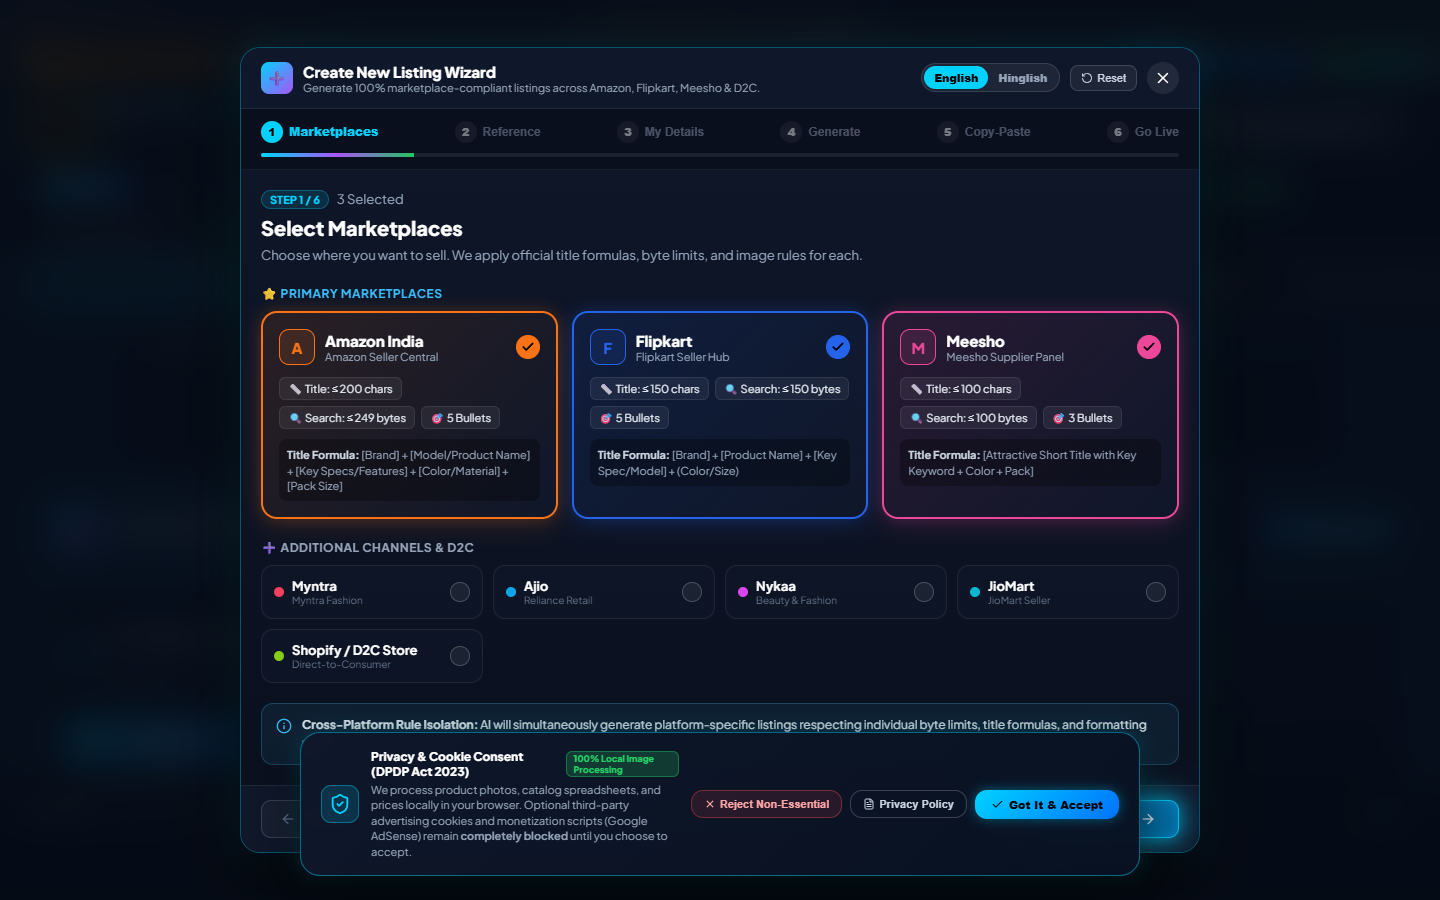 Create New Listing Wizard
Generate 100% marketplace-compliant listings across Amazon, Flipkart, Meesho & D2C.
English
Hinglish
Reset
1 Marketplaces
2 Reference
3 My Details
4 Generate
5 Copy-Paste
6 Go Live
STEP 1 / 6
3 Selected
Select Marketplaces
Choose where you want to sell. We apply official title formulas, byte limits, and image rules for each.
PRIMARY MARKETPLACES
A
Amazon India
Amazon Seller Central
Title: ≤200 chars
Search: ≤249 bytes
5 Bullets
Title Formula: [Brand] + [Model/Product Name]
+ [Key Specs/Features] + [Color/Material] +
[Pack Size]
F
Flipkart
Flipkart Seller Hub
Title: ≤150 chars
Search: ≤150 bytes
5 Bullets
Title Formula: [Brand] + [Product Name] + [Key
Spec/Model] + (Color/Size)
M
Meesho
Meesho Supplier Panel
Title: ≤100 chars
Search: ≤100 bytes
3 Bullets
Title Formula: [Attractive Short Title with Key
Keyword + Color + Pack]
ADDITIONAL CHANNELS & D2C
Myntra
Myntra Fashion
Ajio
Reliance Retail
Nykaa
Beauty & Fashion
JioMart
JioMart Seller
Shopify / D2C Store
Direct-to-Consumer
Cross-Platform Rule Isolation: AI will simultaneously generate platform-specific listings respecting individual byte limits, title formulas, and formatting
Privacy & Cookie Consent
(DPDP Act 2023)
100% Local Image
Processing
We process product photos, catalog spreadsheets, and
prices locally in your browser. Optional third-party
advertising cookies and monetization scripts (Google
AdSense) remain completely blocked until you choose to
accept.
Reject Non-Essential
Privacy Policy
Got It & Accept